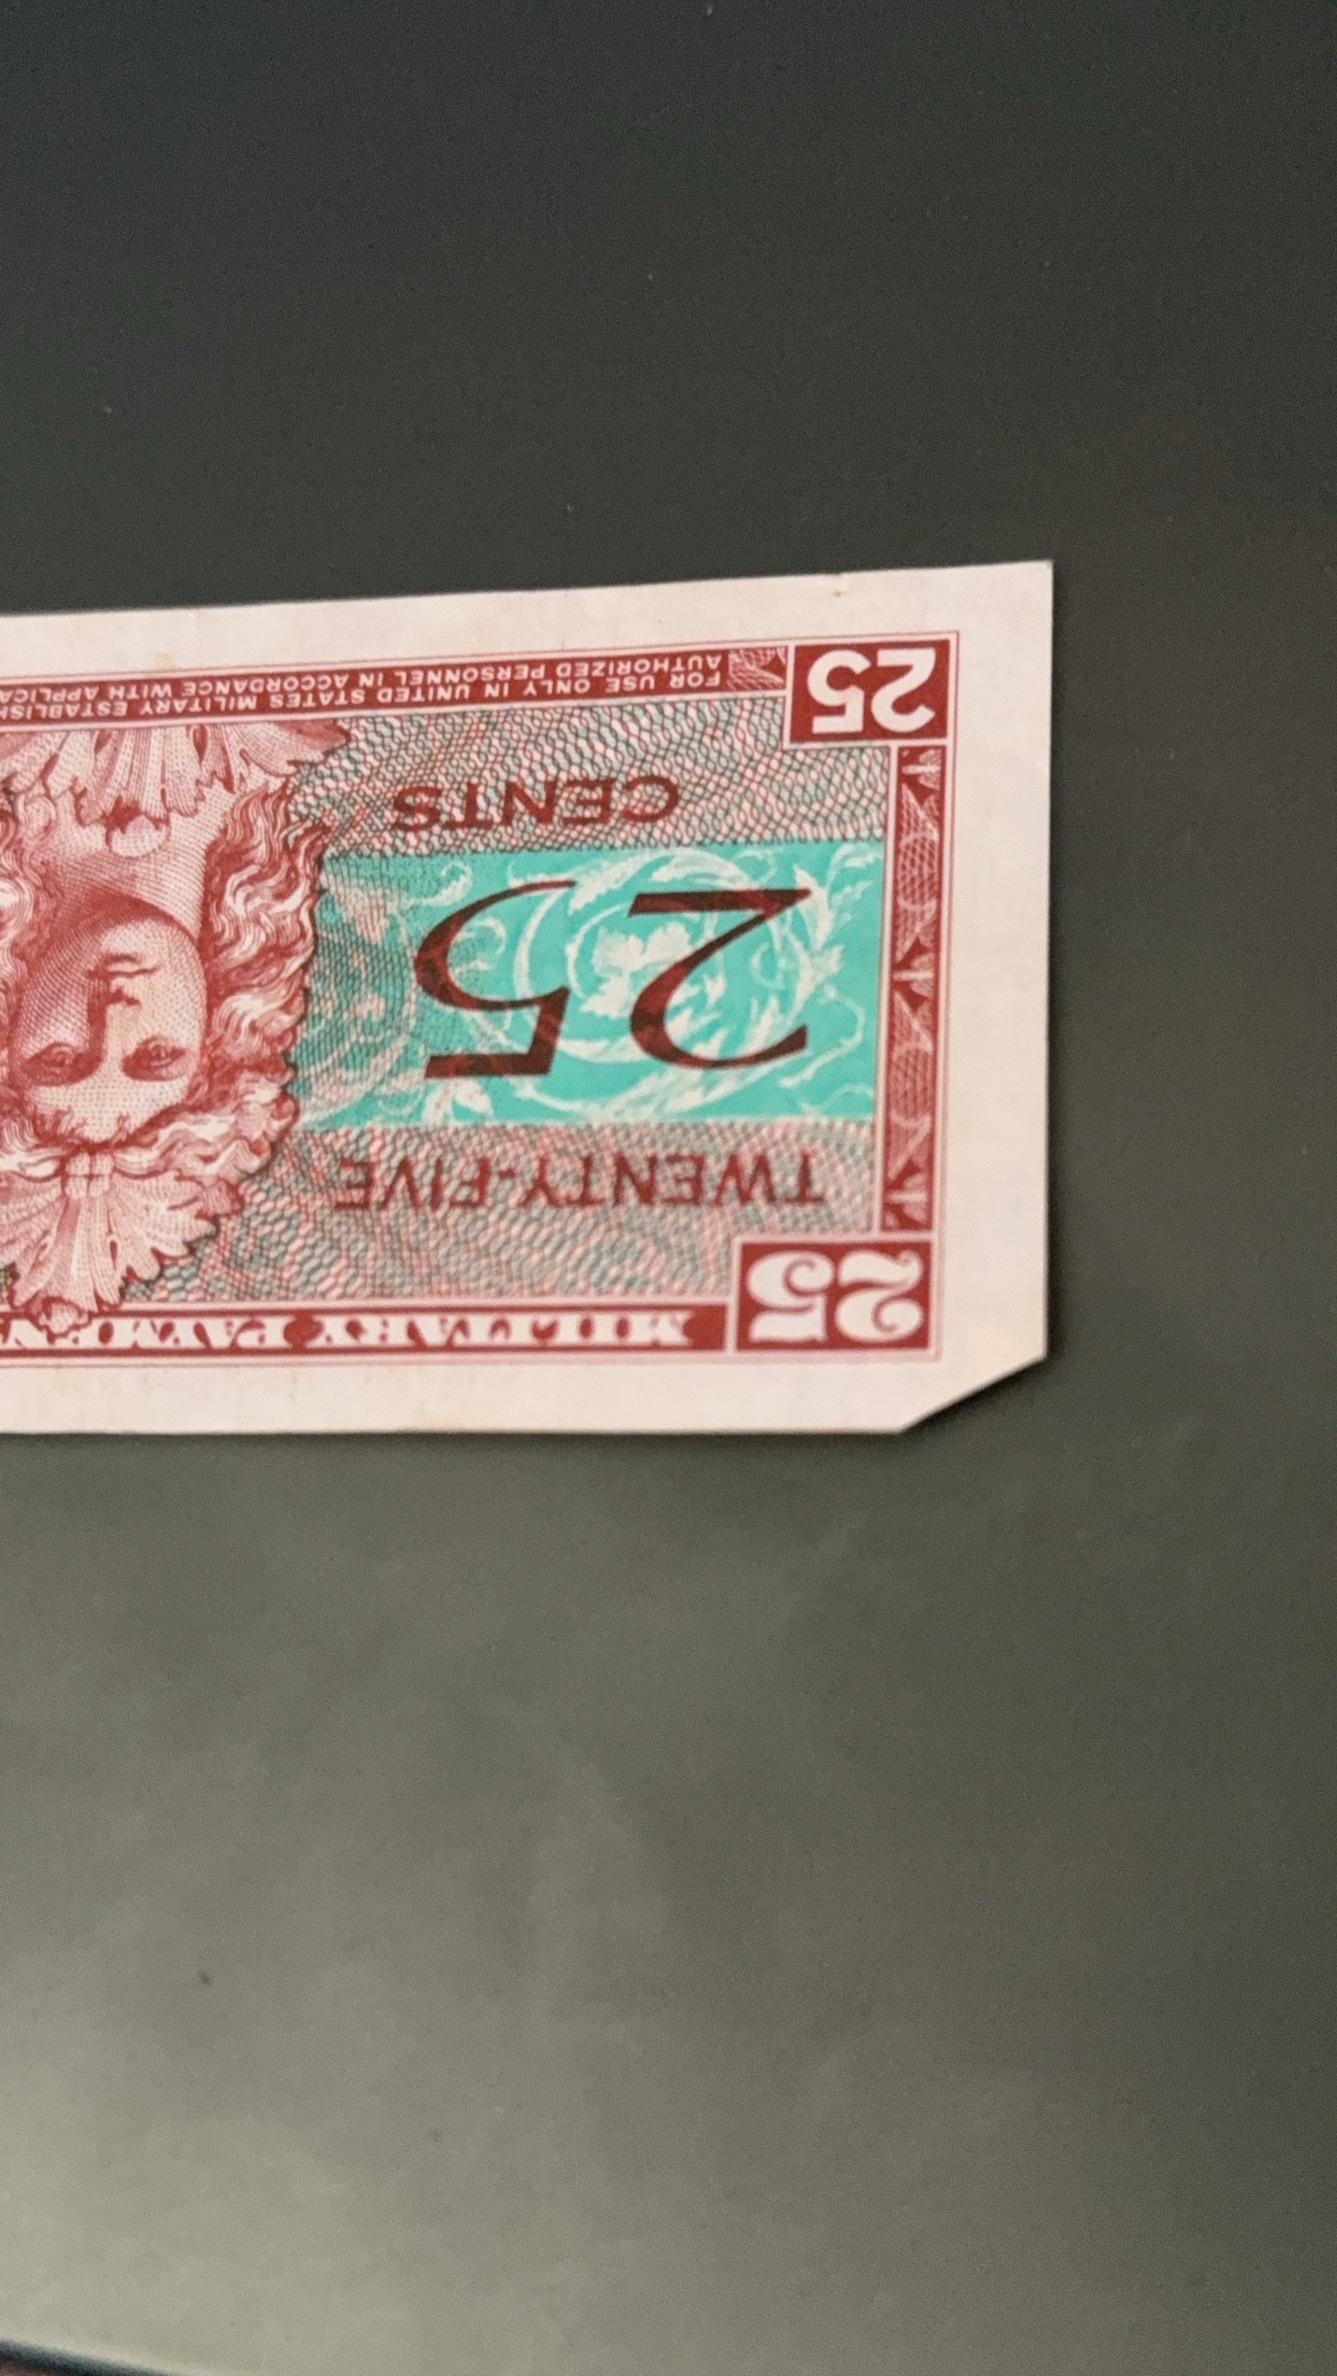 25
MILITARY PAYMEN
TWENTY-FIVE
25
CENTS
25
FOR USE ONLY IN UNITED STATES MILITARY ESTABLISH
AUTHORIZED PERSONNEL IN ACCORDANCE WITH APPLICA